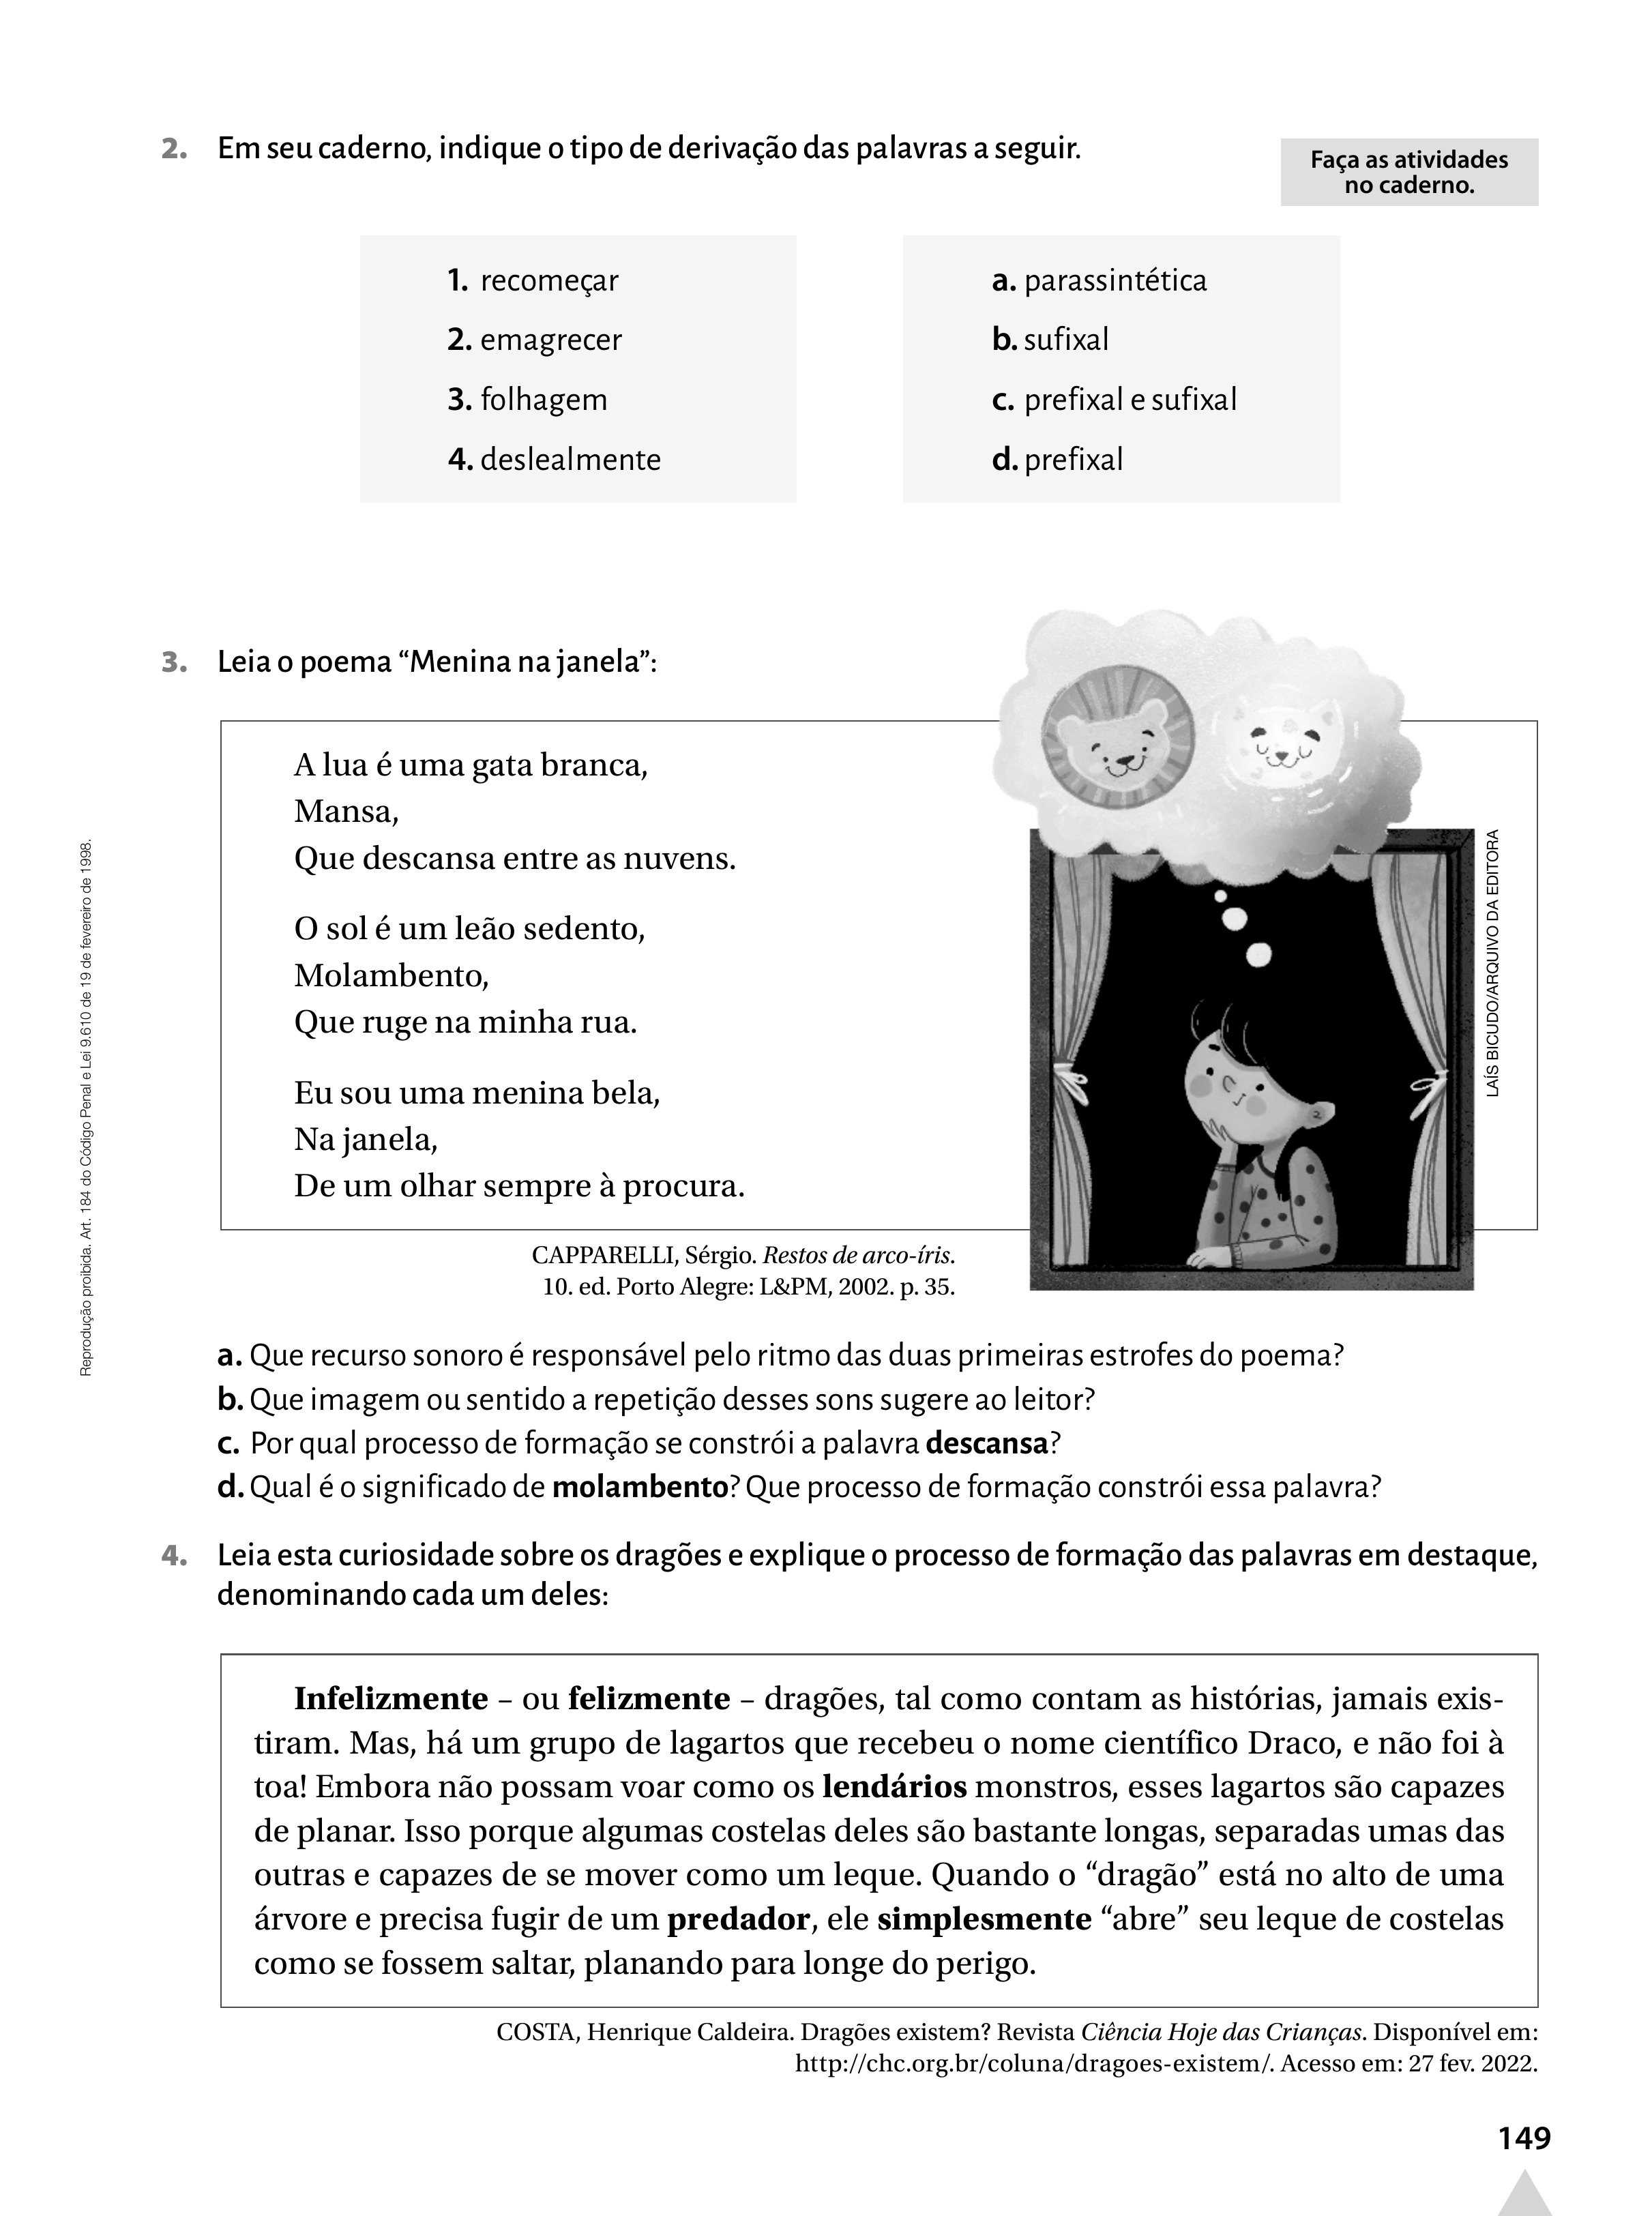 2. Em seu caderno, indique o tipo de derivação das palavras a seguir.
Faça as atividades
no caderno.
1. recomeçar
2. emagrecer
3. folhagem
4. deslealmente
a. parassintética
b. sufixal
c. prefixal e sufixal
d. prefixal
3. Leia o poema “Menina na janela”:
A lua é uma gata branca,
Mansa,
Que descansa entre as nuvens.
O sol é um leão sedento,
Molambento,
Que ruge na minha rua.
Eu sou uma menina bela,
Na janela,
De um olhar sempre à procura.
LAÍS BICUDO/ARQUIVO DA EDITORA
CAPPARELLI, Sérgio. Restos de arco-íris.
10. ed. Porto Alegre: L&PM, 2002. p. 35.
a. Que recurso sonoro é responsável pelo ritmo das duas primeiras estrofes do poema?
b. Que imagem ou sentido a repetição desses sons sugere ao leitor?
c. Por qual processo de formação se constrói a palavra descansa?
d. Qual é o significado de molambento? Que processo de formação constrói essa palavra?
4. Leia esta curiosidade sobre os dragões e explique o processo de formação das palavras em destaque,
denominando cada um deles:
Infelizmente – ou felizmente – dragões, tal como contam as histórias, jamais exis-
tiram. Mas, há um grupo de lagartos que recebeu o nome científico Draco, e não foi à
toa! Embora não possam voar como os lendários monstros, esses lagartos são capazes
de planar. Isso porque algumas costelas deles são bastante longas, separadas umas das
outras e capazes de se mover como um leque. Quando o “dragão” está no alto de uma
árvore e precisa fugir de um predador, ele simplesmente “abre” seu leque de costelas
como se fossem saltar, planando para longe do perigo.
COSTA, Henrique Caldeira. Dragões existem? Revista Ciência Hoje das Crianças. Disponível em:
http://chc.org.br/coluna/dragoes-existem/. Acesso em: 27 fev. 2022.
Reprodução proibida. Art. 184 do Código Penal e Lei 9.610 de 19 de fevereiro de 1998.
149